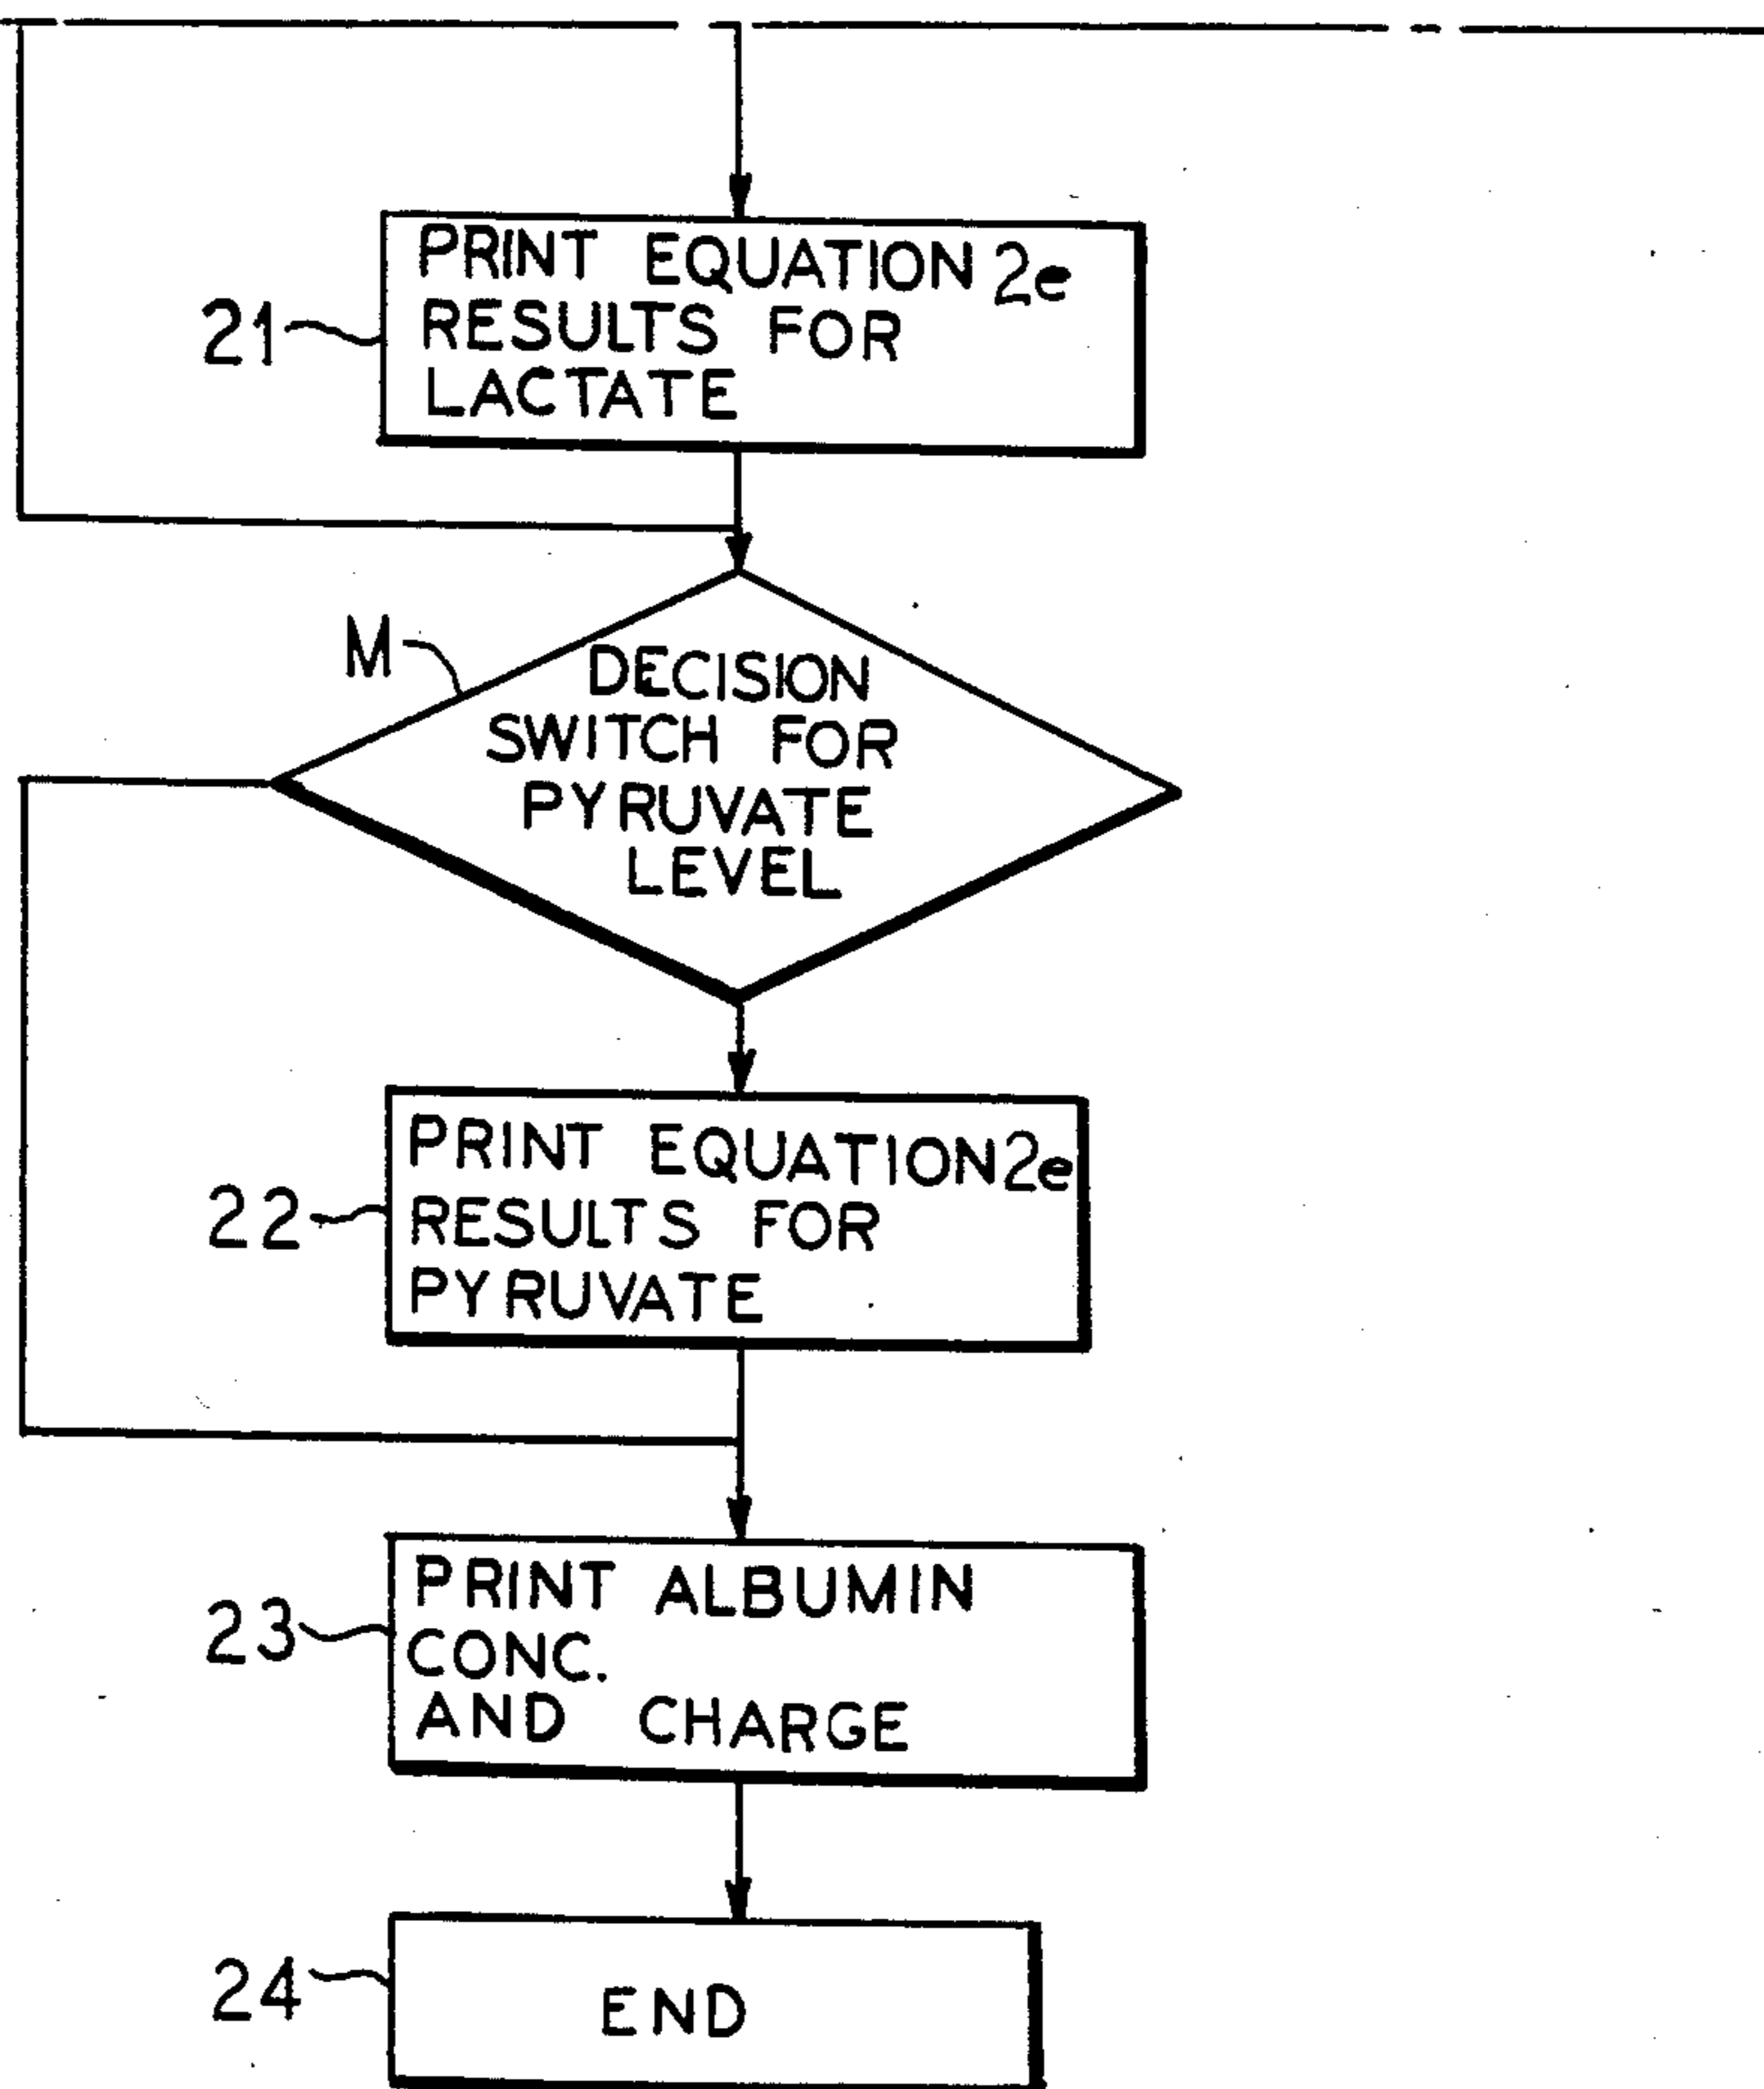 PRINT EQUATION 2e
RESULTS FOR
LACTATE
21
M
DECISION
SWITCH FOR
PYRUVATE
LEVEL
PRINT EQUATION 2e
RESULTS FOR
PYRUVATE
22
PRINT ALBUMIN
CONC.
AND CHARGE
23
END
24